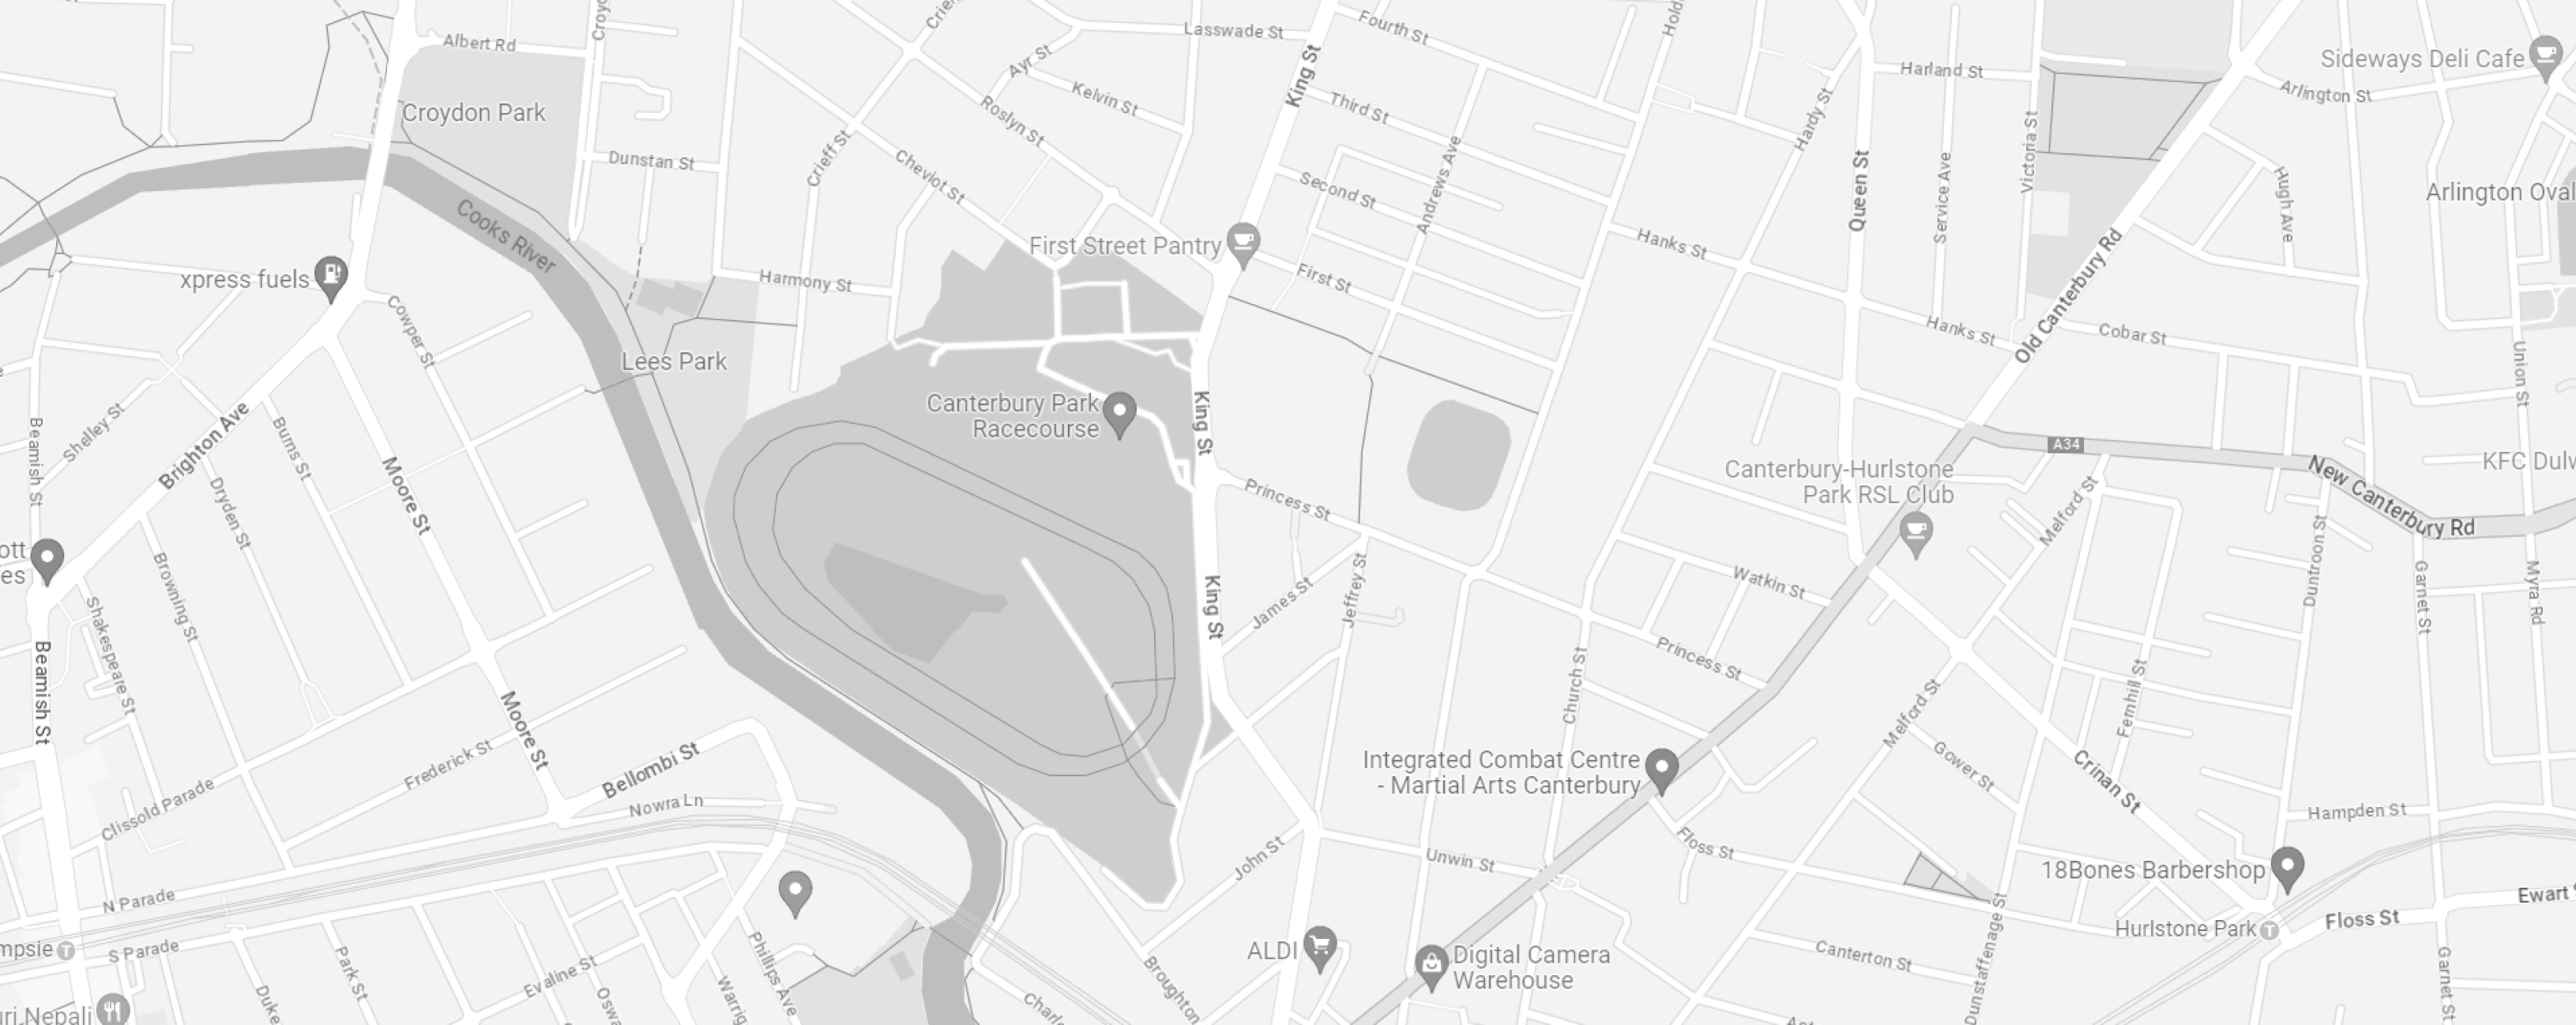 Albert Rd
Lasswade St
Fourth St
Harland St
Sideways Deli Cafe
Arlington St
Ayr St
Kelvin St
King St
Third St
Croydon Park
Roslyn St
Crieff St
Cheviot St
Dunstan St
Second St
Andrews Ave
Hardy St
Queen St
Service Ave
Victoria St
Hugh Ave
Arlington Oval
Cooks River
First Street Pantry
Hanks St
xpress fuels
Harmony St
First St
Cowper St
Hanks St
Old Canterbury Rd
Cobar St
Lees Park
Union St
Canterbury Park
Racecourse
King St
A34
Beamish St
Shelley St
Brighton Ave
Burns St
Moore St
Canterbury-Hurlstone
Park RSL Club
New Canterbury Rd
Princess St
Dryden St
Melford St
Duntroon St
Browning St
King St
James St
Jeffrey St
Watkin St
Garnet St
Myra Rd
Shakespeare St
Beamish St
Moore St
Church St
Princess St
Fernhill St
Melford St
Bellombi St
Frederick St
Integrated Combat Centre
- Martial Arts Canterbury
Gower St
Crinan St
Clissold Parade
Nowra Ln
Hampden St
John St
Unwin St
Floss St
18Bones Barbershop
N Parade
Hurlstone Park
Floss St
Ewart
S Parade
ALDI
Digital Camera
Warehouse
Canterton St
Dunstaffenage St
Garnet St
Evaline St
Park St
Phillips Ave
Broughton